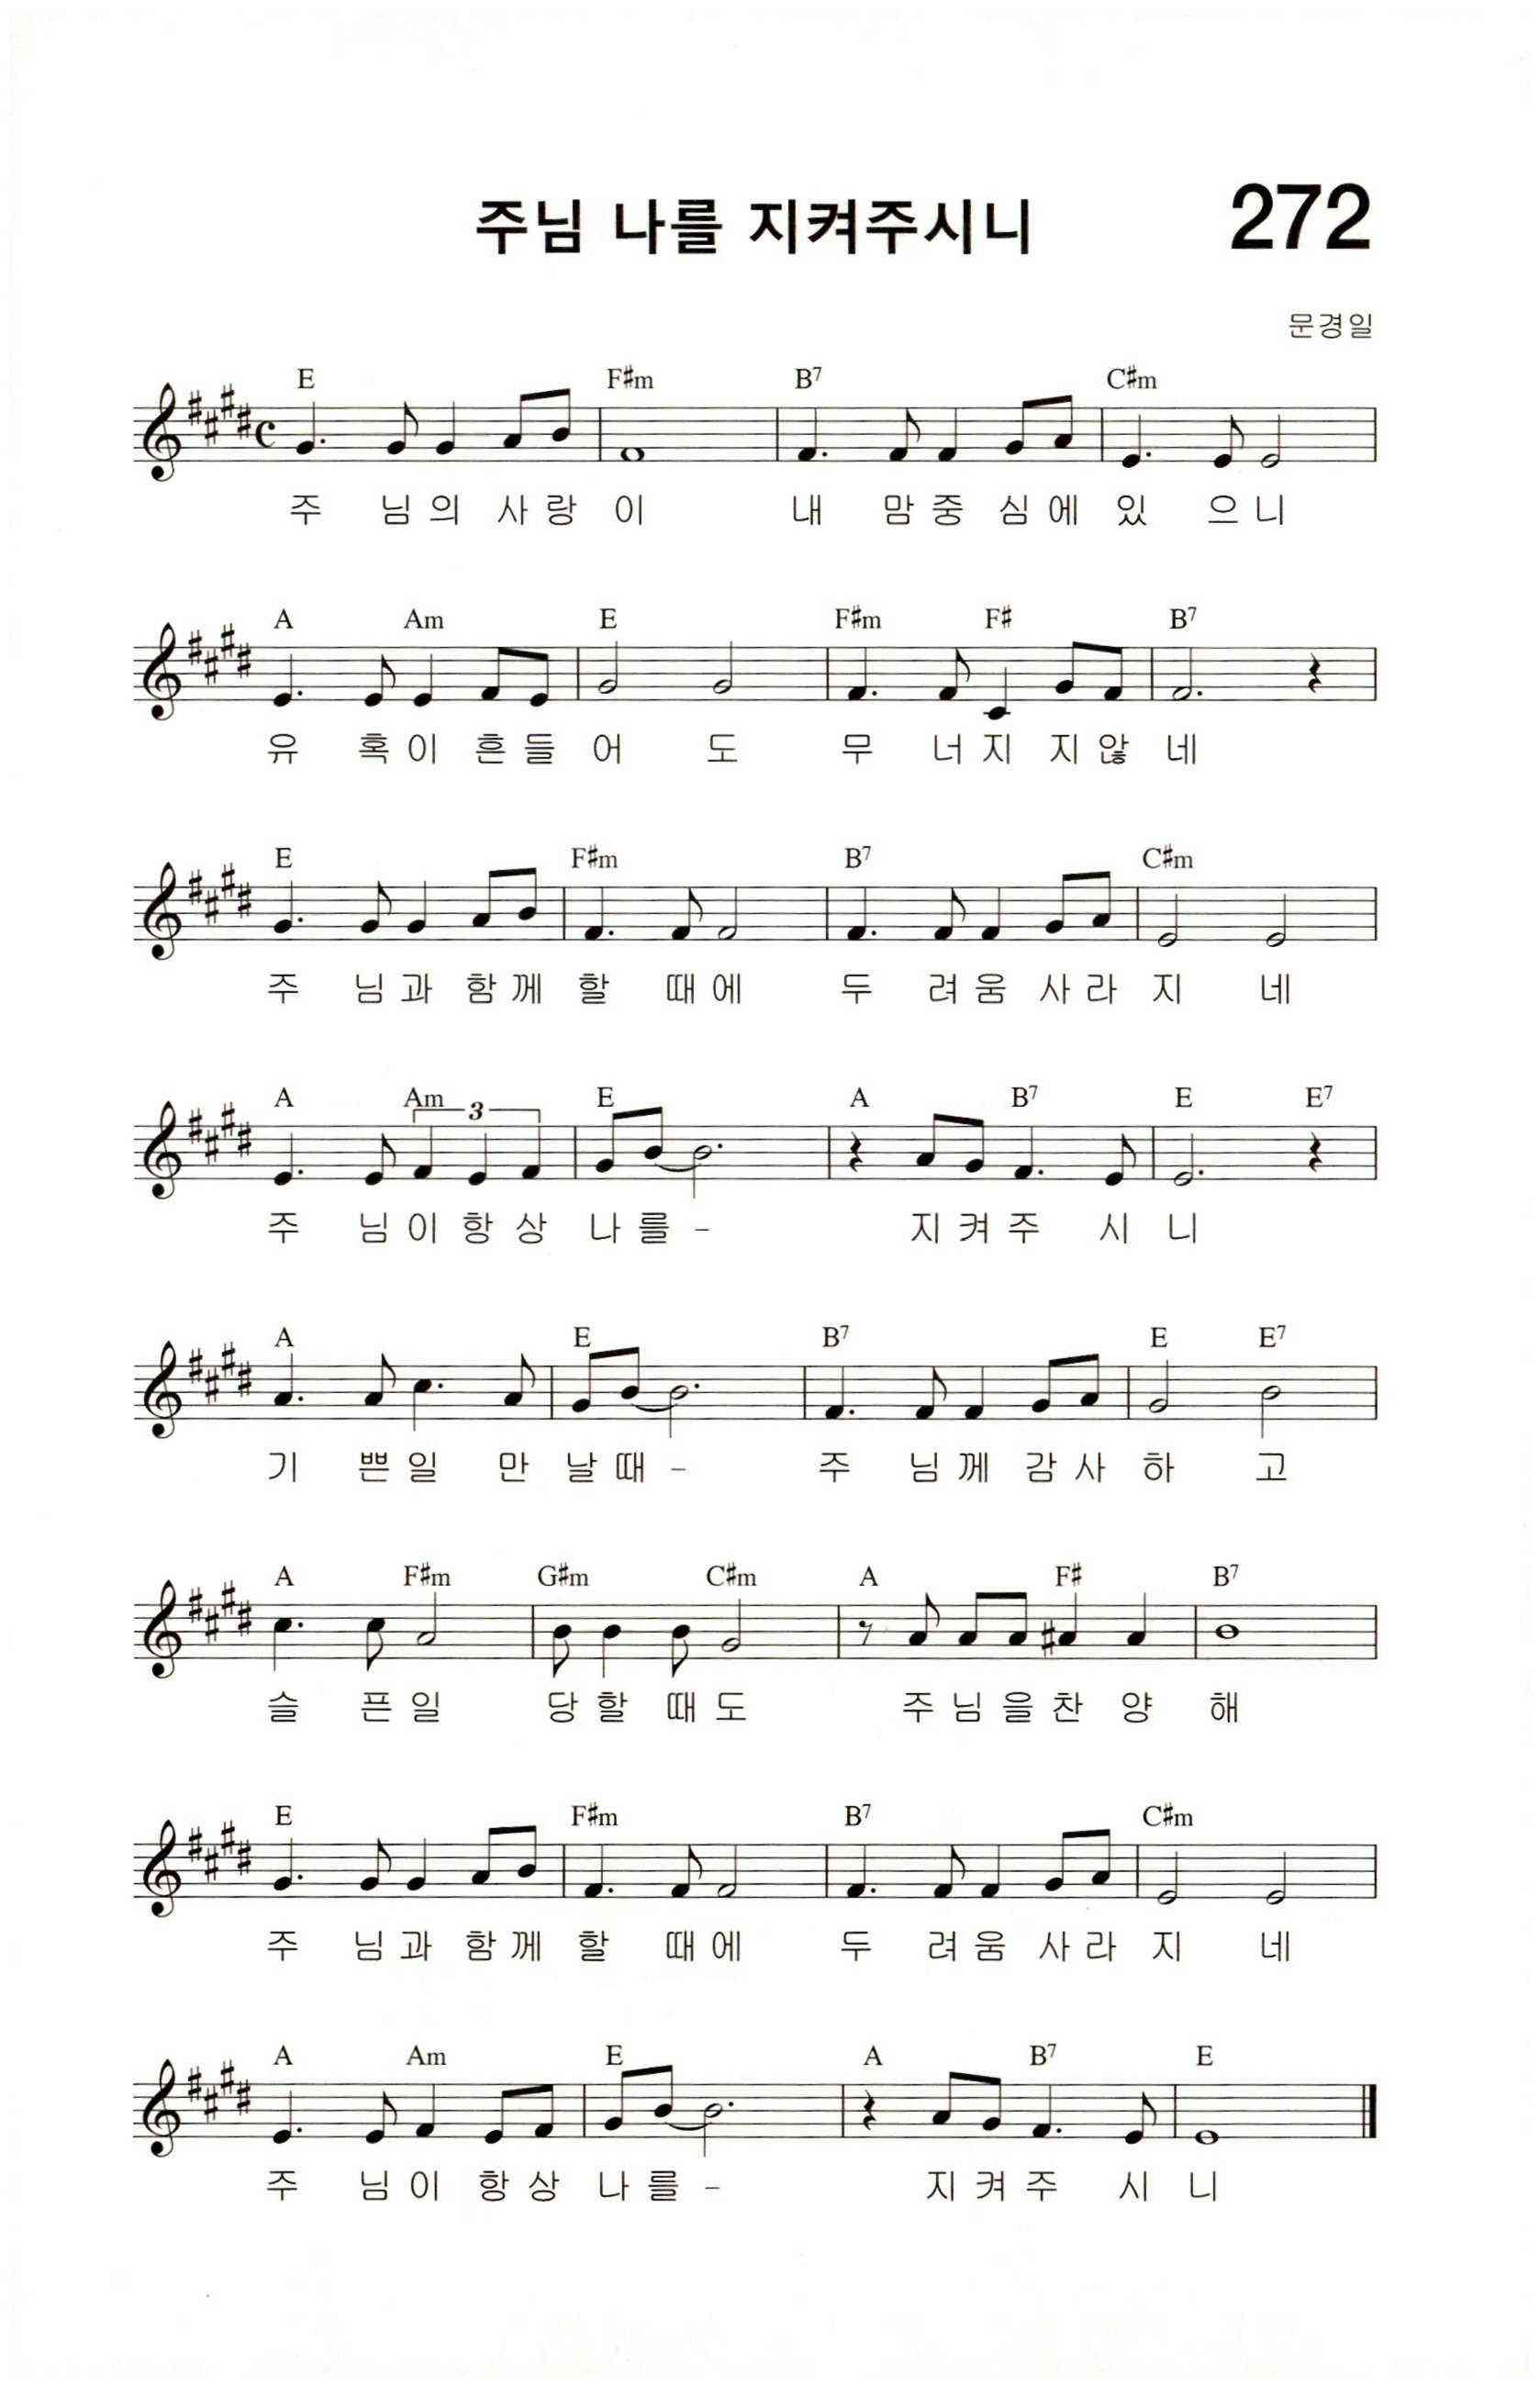 주님 나를 지켜주시니 272
문경일
E F#m B7 C#m
주 님의 사랑 이 내 맘중 심에 있 으니
A Am E F#m F# B7
유 혹이 흔들 어 도 무 너지 지않 네
E F#m B7 C#m
주 님과 함께 할 때에 두 려움 사라 지 네
A Am 3 E A B7 E E7
주 님이 항상 나를 - 지켜주 시 니
A E B7 E E7
기 쁜일 만 날때 - 주 님께 감사 하 고
A F#m G#m C#m A F# B7
슬 픈일 당할 때도 주님을찬 양 해
E F#m B7 C#m
주 님과 함께 할 때에 두 려움 사라 지 네
A Am E A B7 E
주 님이 항상 나를 - 지켜주 시 니